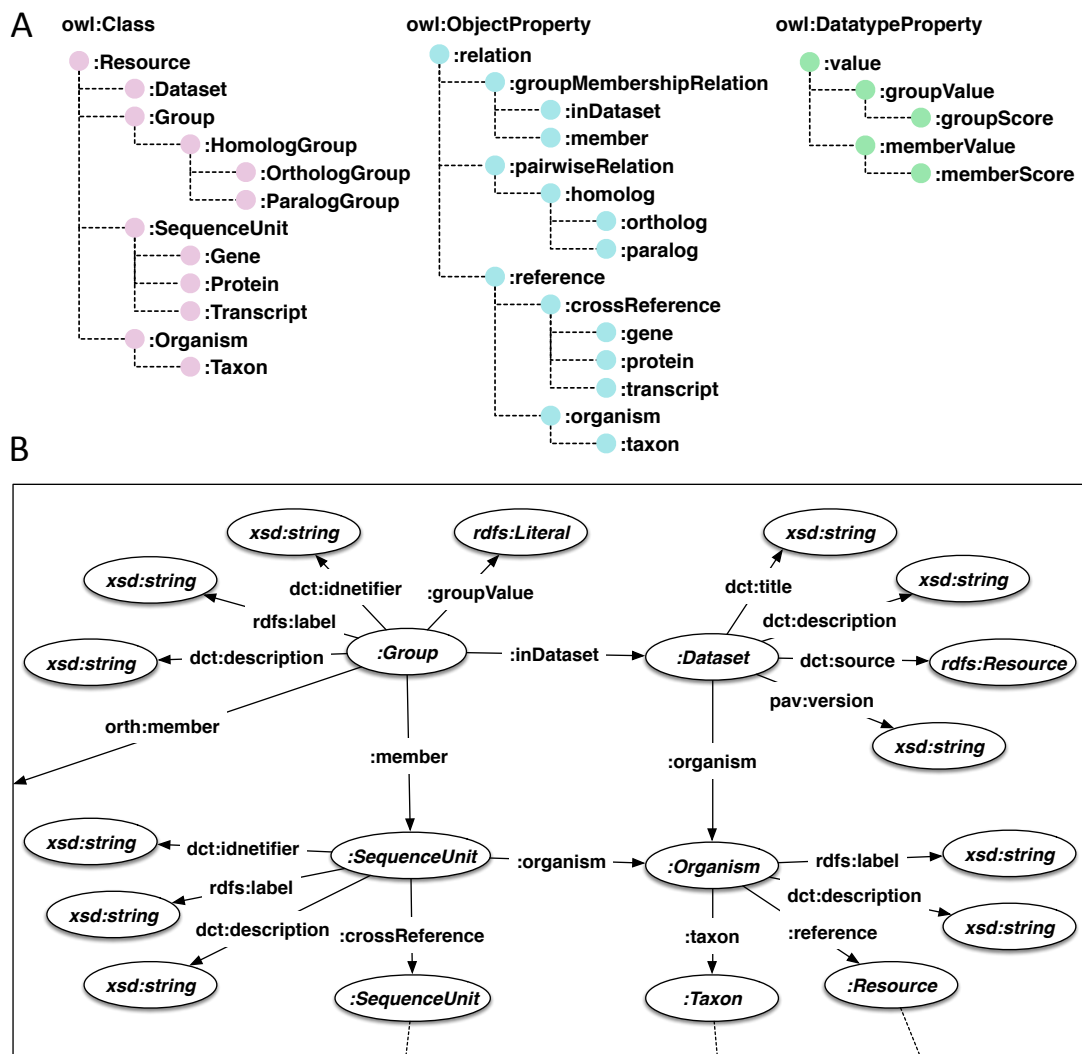 A
owl:Class
:Resource
:Dataset
:Group
:HomologGroup
:OrthologGroup
:ParalogGroup
:SequenceUnit
:Gene
:Protein
:Transcript
:Organism
:Taxon
owl:ObjectProperty
:relation
:groupMembershipRelation
:inDataset
:member
:pairwiseRelation
:homolog
:ortholog
:paralog
:reference
:crossReference
:gene
:protein
:transcript
:organism
:taxon
owl:DatatypeProperty
:value
:groupValue
:groupScore
:memberValue
:memberScore
B
xsd:string
rdfs:Literal
xsd:string
xsd:string
xsd:string
dct:idnetifier
:groupValue
dct:title
dct:description
rdfs:label
xsd:string
dct:description
:Group
:inDataset
:Dataset
dct:source
rdfs:Resource
orth:member
pav:version
xsd:string
:member
:organism
xsd:string
dct:idnetifier
:SequenceUnit
:organism
:Organism
rdfs:label
xsd:string
rdfs:label
dct:description
xsd:string
dct:description
:crossReference
:taxon
:reference
xsd:string
xsd:string
:SequenceUnit
:Taxon
:Resource